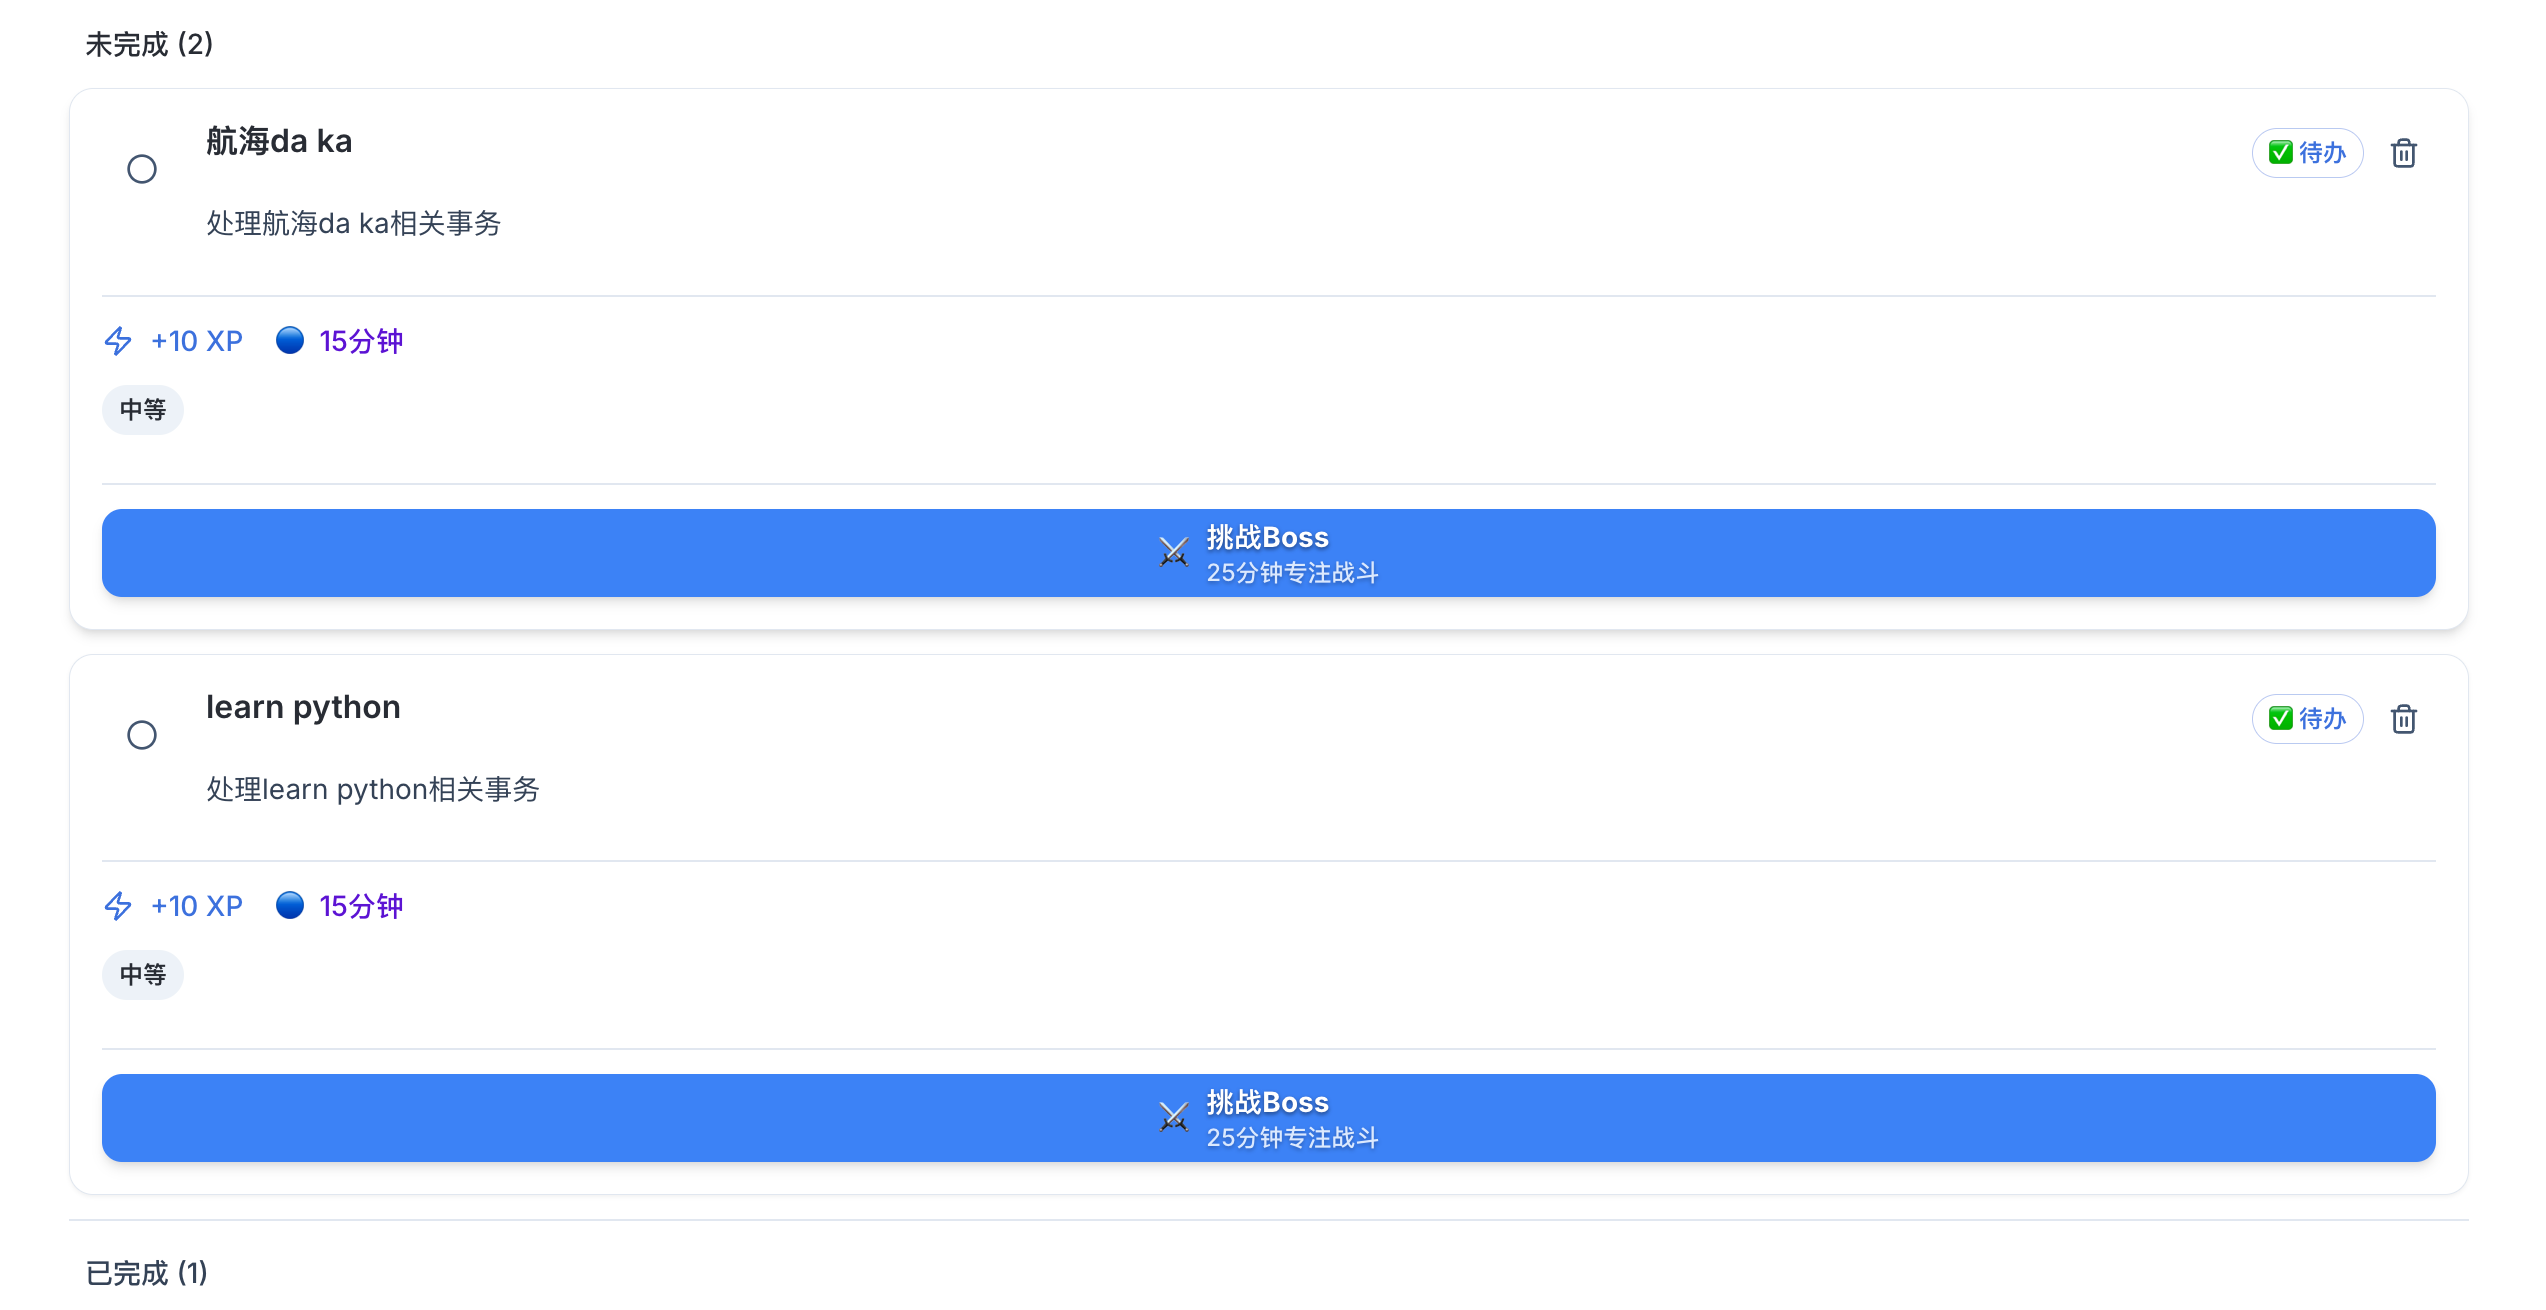 未完成 (2)
航海da ka
✅ 待办
处理航海da ka相关事务
+10 XP 15分钟
中等
挑战Boss
25分钟专注战斗
learn python
✅ 待办
处理learn python相关事务
+10 XP 15分钟
中等
挑战Boss
25分钟专注战斗
已完成 (1)